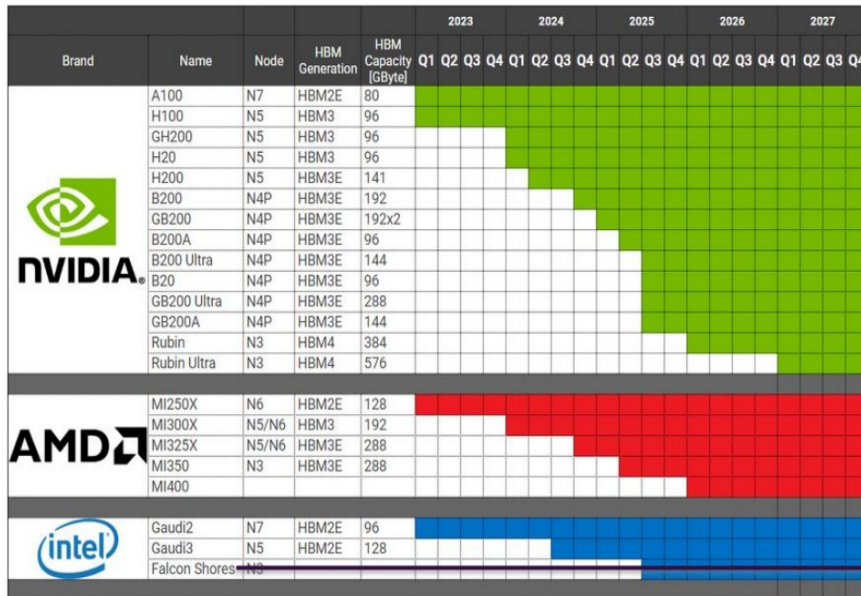 2023 2024 2025 2026 2027
Brand Name Node HBM Generation HBM Capacity [GByte] Q1 Q2 Q3 Q4 Q1 Q2 Q3 Q4 Q1 Q2 Q3 Q4 Q1 Q2 Q3 Q4 Q1 Q2 Q3 Q4
NVIDIA®
A100 N7 HBM2E 80
H100 N5 HBM3 96
GH200 N5 HBM3 96
H20 N5 HBM3 96
H200 N5 HBM3E 141
B200 N4P HBM3E 192
GB200 N4P HBM3E 192x2
B200A N4P HBM3E 96
B200 Ultra N4P HBM3E 144
B20 N4P HBM3E 96
GB200 Ultra N4P HBM3E 288
GB200A N4P HBM3E 144
Rubin N3 HBM4 384
Rubin Ultra N3 HBM4 576
AMD
MI250X N6 HBM2E 128
MI300X N5/N6 HBM3 192
MI325X N5/N6 HBM3E 288
MI350 N3 HBM3E 288
MI400
intel
Gaudi2 N7 HBM2E 96
Gaudi3 N5 HBM2E 128
Falcon Shores N3